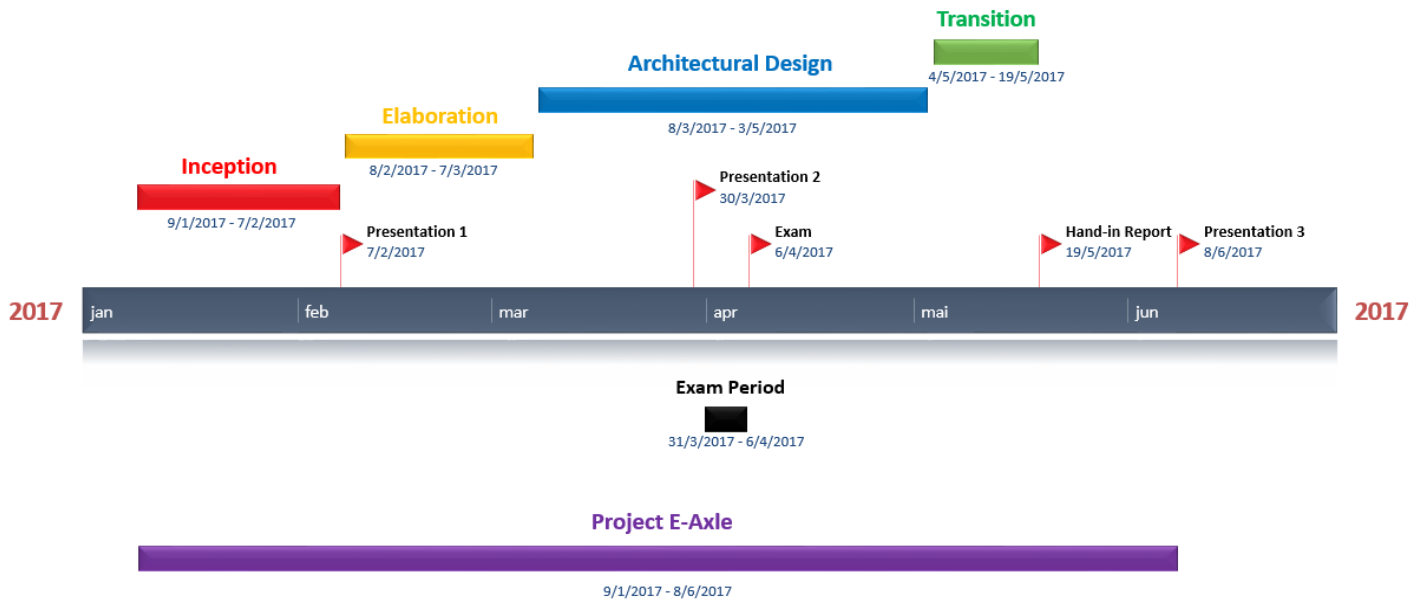 Transition
4/5/2017 - 19/5/2017
Architectural Design
8/3/2017 - 3/5/2017
Elaboration
8/2/2017 - 7/3/2017
Inception
9/1/2017 - 7/2/2017
Presentation 1
7/2/2017
Presentation 2
30/3/2017
Exam
6/4/2017
Hand-in Report
19/5/2017
Presentation 3
8/6/2017
2017 jan feb mar apr mai jun 2017
Exam Period
31/3/2017 - 6/4/2017
Project E-Axle
9/1/2017 - 8/6/2017